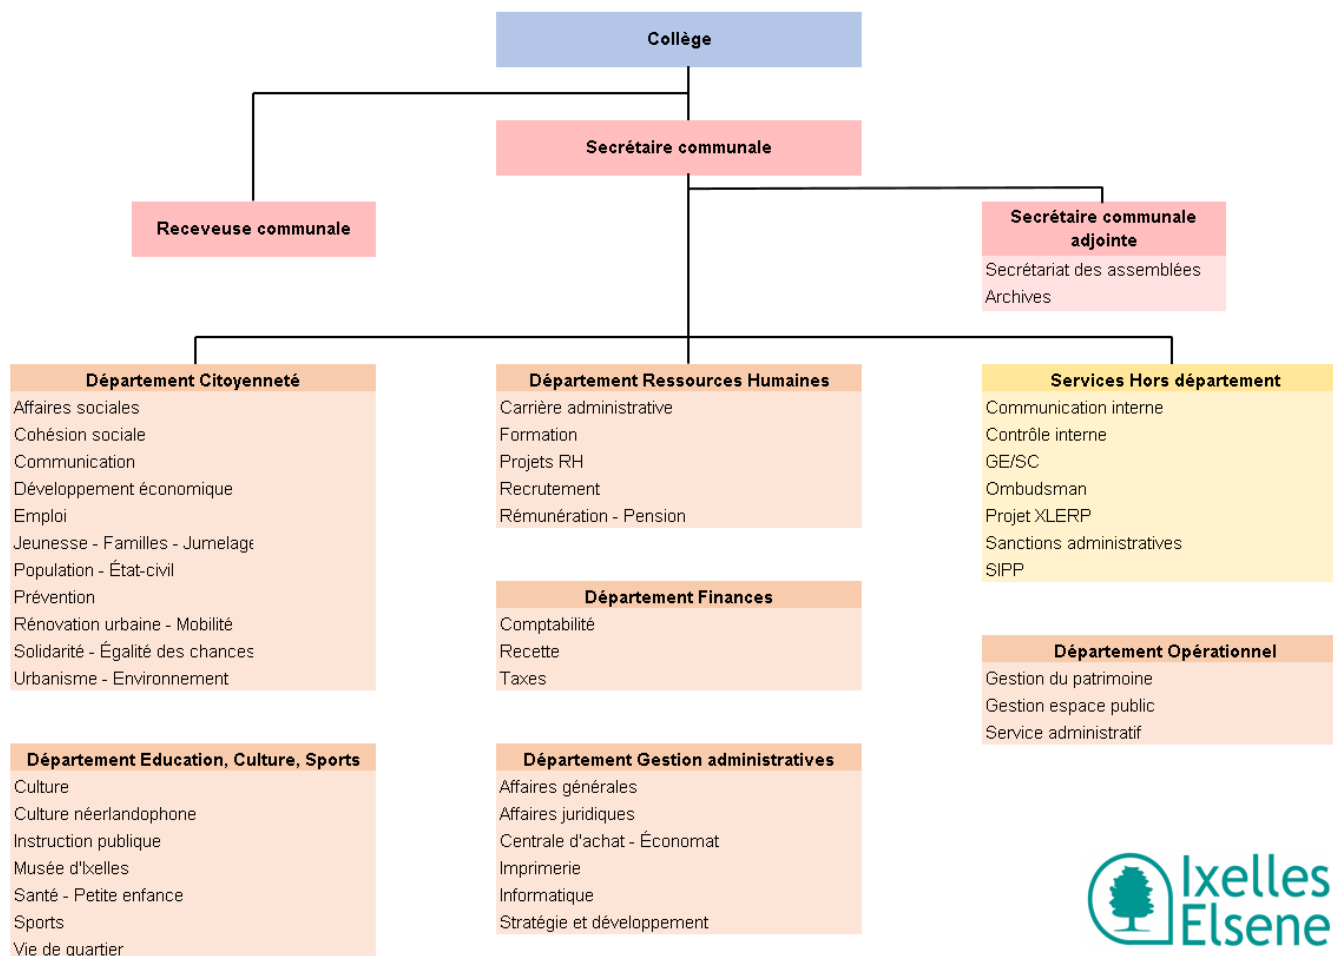 Collège
Secrétaire communale
Receveuse communale
Secrétaire communale
adjointe
Secrétariat des assemblées
Archives
Département Citoyenneté
Affaires sociales
Cohésion sociale
Communication
Développement économique
Emploi
Jeunesse - Familles - Jumelage
Population - État-civil
Prévention
Rénovation urbaine - Mobilité
Solidarité - Égalité des chances
Urbanisme - Environnement
Département Education, Culture, Sports
Culture
Culture néerlandophone
Instruction publique
Musée d'Ixelles
Santé - Petite enfance
Sports
Vie de quartier
Département Ressources Humaines
Carrière administrative
Formation
Projets RH
Recrutement
Rémunération - Pension
Département Finances
Comptabilité
Recette
Taxes
Département Gestion administratives
Affaires générales
Affaires juridiques
Centrale d'achat - Économat
Imprimerie
Informatique
Stratégie et développement
Services Hors département
Communication interne
Contrôle interne
GE/SC
Ombudsman
Projet XLERP
Sanctions administratives
SIPP
Département Opérationnel
Gestion du patrimoine
Gestion espace public
Service administratif
Ixelles
Elsene